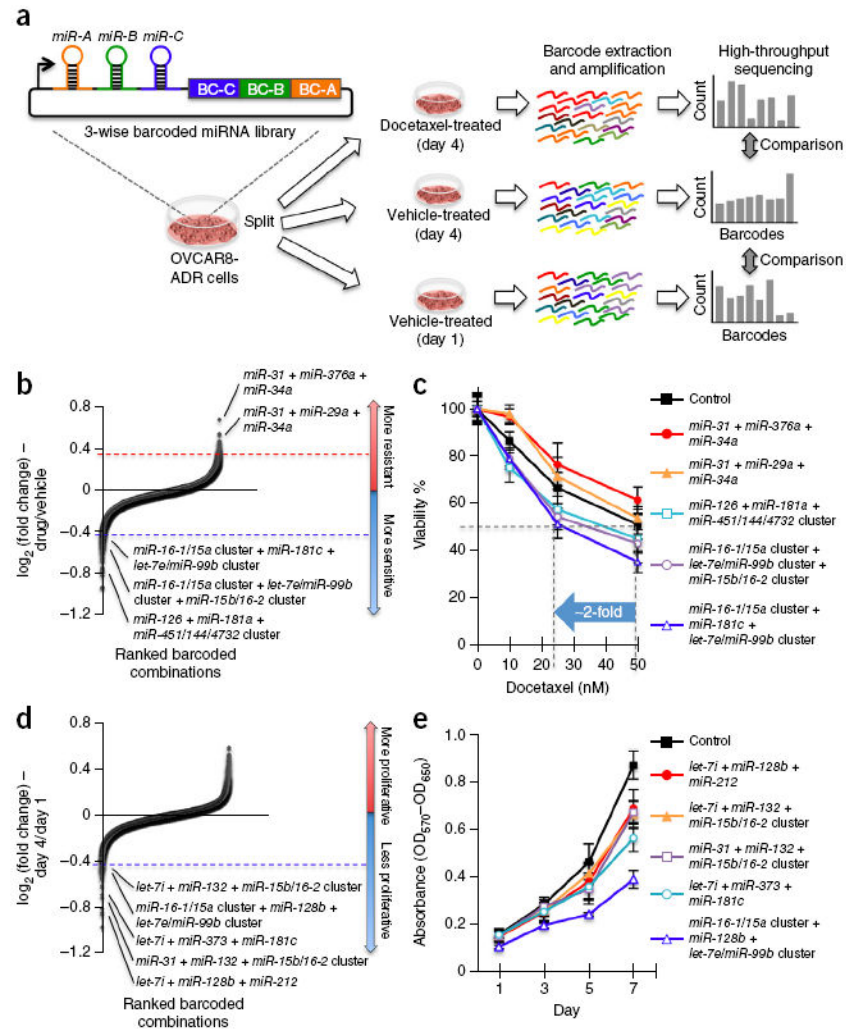 a
miR-A miR-B miR-C
BC-C BC-B BC-A
3-wise barcoded miRNA library
OVCAR8-
ADR cells
Split
Docetaxel-treated
(day 4)
Vehicle-treated
(day 4)
Vehicle-treated
(day 1)
Barcode extraction
and amplification
High-throughput
sequencing
Count
Comparison
Count
Barcodes
Comparison
Count
Barcodes
b
log2 (fold change) –
drug/vehicle
0.8
0.4
0
–0.4
–0.8
–1.2
miR-31 + miR-376a +
miR-34a
miR-31 + miR-29a +
miR-34a
miR-16-1/15a cluster + miR-181c +
let-7e/miR-99b cluster
miR-16-1/15a cluster + let-7e/miR-99b
cluster + miR-15b/16-2 cluster
miR-126 + miR-181a +
miR-451/144/4732 cluster
More resistant
More sensitive
Ranked barcoded
combinations
c
Viability %
100
80
60
40
20
0
–2-fold
0 10 20 30 40 50
Docetaxel (nM)
Control
miR-31 + miR-376a +
miR-34a
miR-31 + miR-29a +
miR-34a
miR-126 + miR-181a +
miR-451/144/4732 cluster
miR-16-1/15a cluster +
let-7e/miR-99b cluster +
miR-15b/16-2 cluster
miR-16-1/15a cluster +
miR-181c +
let-7e/miR-99b cluster
d
log2 (fold change) –
day 4/day 1
0.8
0.4
0
–0.4
–0.8
–1.2
let-7i + miR-132 + miR-15b/16-2 cluster
miR-16-1/15a cluster + miR-128b +
let-7e/miR-99b cluster
let-7i + miR-373 + miR-181c
miR-31 + miR-132 + miR-15b/16-2 cluster
let-7i + miR-128b + miR-212
More proliferative
Less proliferative
Ranked barcoded
combinations
e
Absorbance (OD570–OD650)
1.0
0.8
0.6
0.4
0.2
0
1 3 5 7
Day
Control
let-7i + miR-128b +
miR-212
let-7i + miR-132 +
miR-15b/16-2 cluster
miR-31 + miR-132 +
miR-15b/16-2 cluster
let-7i + miR-373 +
miR-181c
miR-16-1/15a cluster +
miR-128b +
let-7e/miR-99b cluster